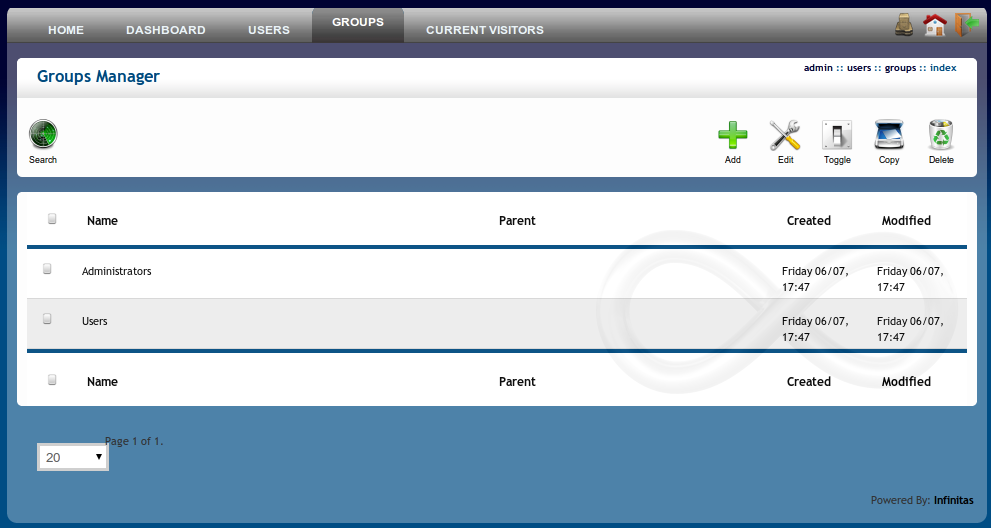 HOME DASHBOARD USERS GROUPS CURRENT VISITORS
Groups Manager
admin :: users :: groups :: index
Search Add Edit Toggle Copy Delete
Name Parent Created Modified
Administrators Friday 06/07, Friday 06/07,
17:47 17:47
Users Friday 06/07, Friday 06/07,
17:47 17:47
Name Parent Created Modified
Page 1 of 1.
20
Powered By: Infinitas